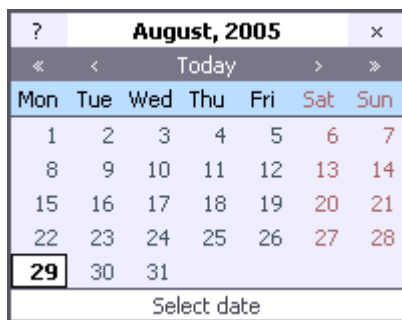 ? August, 2005 ×
« ‹ Today › »
Mon Tue Wed Thu Fri Sat Sun
1 2 3 4 5 6 7
8 9 10 11 12 13 14
15 16 17 18 19 20 21
22 23 24 25 26 27 28
29 30 31
Select date